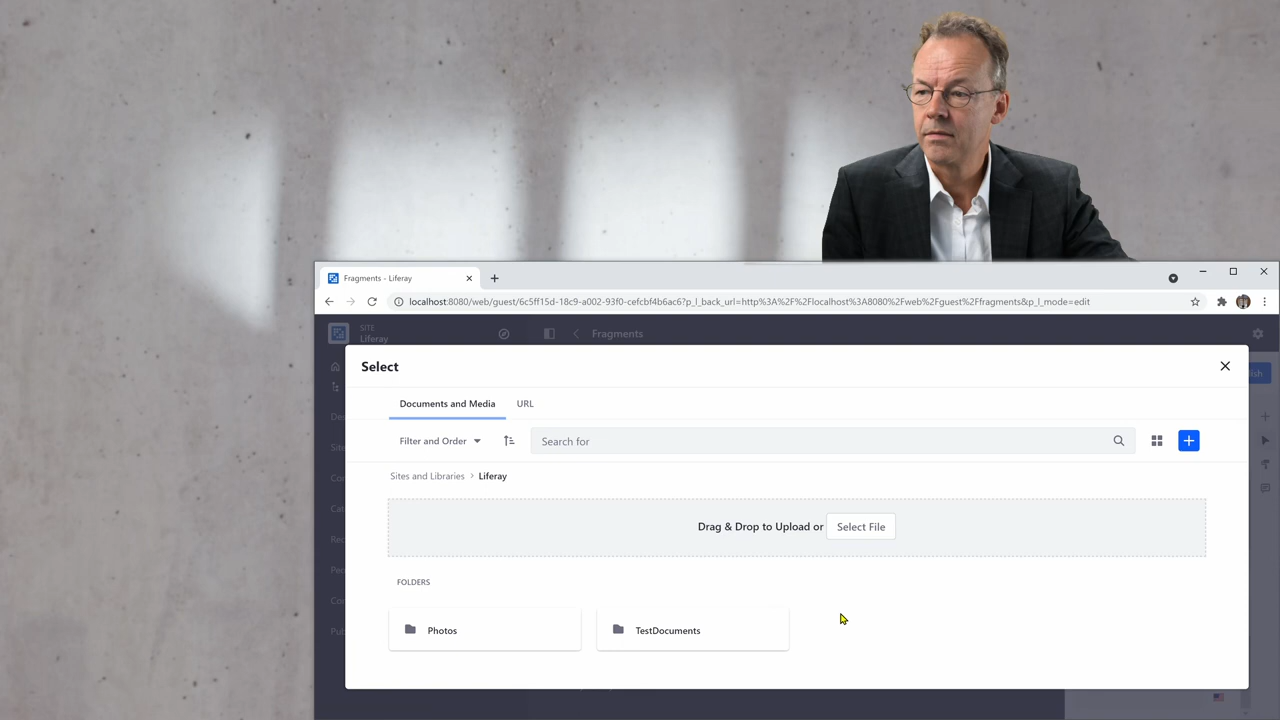 Fragments - Liferay
localhost:8080/web/guest/6c5ff15d-18c9-a002-93f0-cefcbf4b6ac6?p_l_back_url=http%3A%2F%2Flocalhost%3A8080%2Fweb%2Fguest%2Ffragments&p_l_mode=edit
SITE
Liferay
Fragments
Select
Documents and Media URL
Filter and Order Search for
Sites and Libraries > Liferay
Drag & Drop to Upload or Select File
FOLDERS
Photos TestDocuments